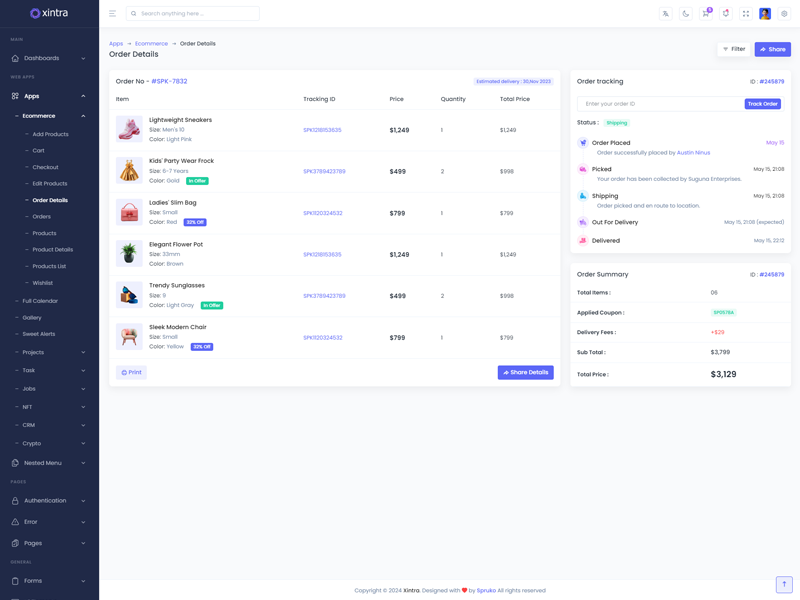 xintra
Search anything here ...
5
MAIN
Dashboards
WEB APPS
Apps
Ecommerce
Add Products
Cart
Checkout
Edit Products
Order Details
Orders
Products
Product Details
Products List
Wishlist
Full Calendar
Gallery
Sweet Alerts
Projects
Task
Jobs
NFT
CRM
Crypto
Nested Menu
PAGES
Authentication
Error
Pages
GENERAL
Forms
Apps → Ecommerce → Order Details
Order Details
Filter
Share
Order No - #SPK-7832
Estimated delivery : 30,Nov 2023
Item Tracking ID Price Quantity Total Price
Lightweight Sneakers
Size: Men's 10
Color: Light Pink
SPK1218153635 $1,249 1 $1,249
Kids' Party Wear Frock
Size: 6-7 Years
Color: Gold In Offer
SPK3789423789 $499 2 $998
Ladies' Slim Bag
Size: Small
Color: Red 32% Off
SPK1120324532 $799 1 $799
Elegant Flower Pot
Size: 33mm
Color: Brown
SPK1218153635 $1,249 1 $1,249
Trendy Sunglasses
Size: 9
Color: Light Gray In Offer
SPK3789423789 $499 2 $998
Sleek Modern Chair
Size: Small
Color: Yellow 32% Off
SPK1120324532 $799 1 $799
Print
Share Details
Order tracking
ID : #245879
Enter your order ID
Track Order
Status : Shipping
Order Placed May 15
Order successfully placed by Austin Ninus.
Picked May 15, 21:08
Your order has been collected by Suguna Enterprises.
Shipping May 15, 21:08
Order picked and en route to location.
Out For Delivery May 15, 21:08 (expected)
Delivered May 15, 22:12
Order Summary
ID : #245879
Total Items : 06
Applied Coupon : SP05784
Delivery Fees : +$29
Sub Total : $3,799
Total Price : $3,129
Copyright © 2024 Xintra. Designed with ❤ by Spruko All rights reserved